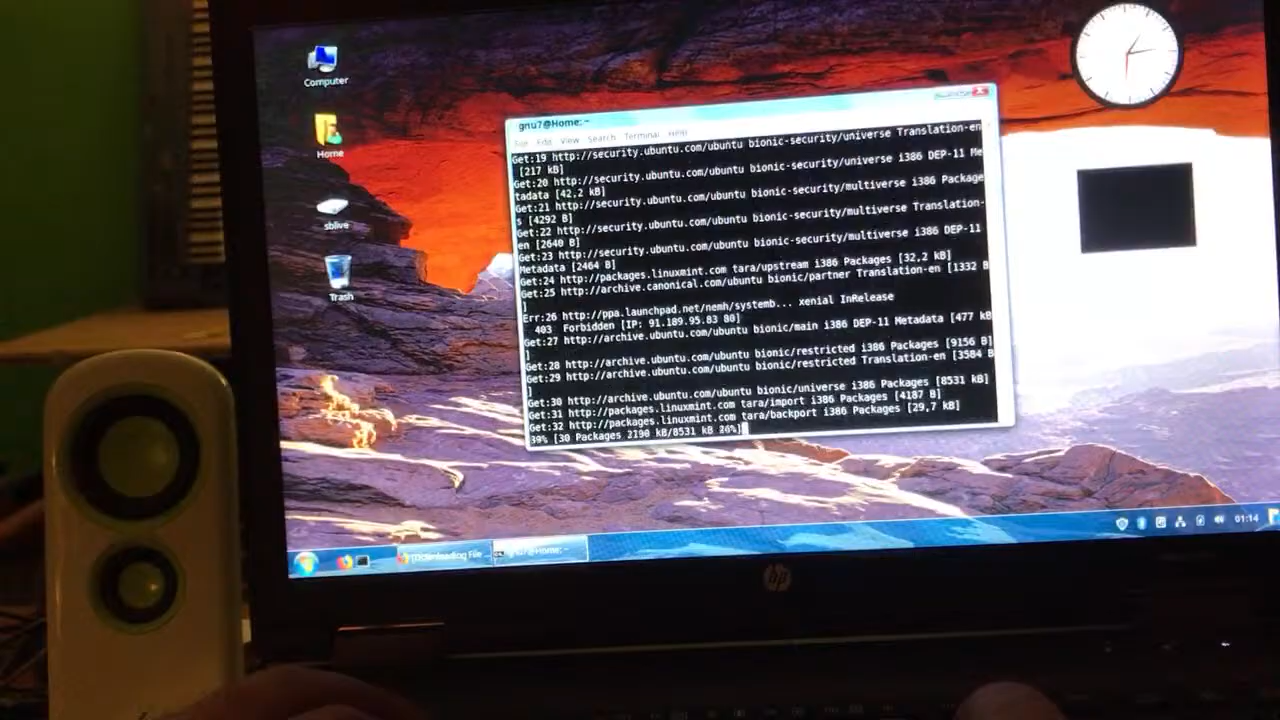 Computer
Home
sblive
Trash
gnu7@Home: ~
File Edit View Search Terminal Help
Get:19 http://security.ubuntu.com/ubuntu bionic-security/universe Translation-en
[217 kB]
Get:20 http://security.ubuntu.com/ubuntu bionic-security/universe i386 DEP-11 Me
tadata [42,2 kB]
Get:21 http://security.ubuntu.com/ubuntu bionic-security/multiverse i386 Package
s [4292 B]
Get:22 http://security.ubuntu.com/ubuntu bionic-security/multiverse Translation-
en [2640 B]
Get:23 http://security.ubuntu.com/ubuntu bionic-security/multiverse i386 DEP-11
Metadata [2464 B]
Get:24 http://packages.linuxmint.com tara/upstream i386 Packages [32,2 kB]
Get:25 http://archive.canonical.com/ubuntu bionic/partner Translation-en [1332 B
]
Err:26 http://ppa.launchpad.net/nemh/systemb... xenial InRelease
403 Forbidden [IP: 91.189.95.83 80]
Get:27 http://archive.ubuntu.com/ubuntu bionic/main i386 DEP-11 Metadata [477 kB
]
Get:28 http://archive.ubuntu.com/ubuntu bionic/restricted i386 Packages [9156 B]
Get:29 http://archive.ubuntu.com/ubuntu bionic/restricted Translation-en [3584 B
]
Get:30 http://archive.ubuntu.com/ubuntu bionic/universe i386 Packages [8531 kB]
Get:31 http://packages.linuxmint.com tara/import i386 Packages [4187 B]
Get:32 http://packages.linuxmint.com tara/backport i386 Packages [29,7 kB]
39% [30 Packages 2190 kB/8531 kB 26%]
[Downloading File ...
gnu7@Home: ~
01:14
hp